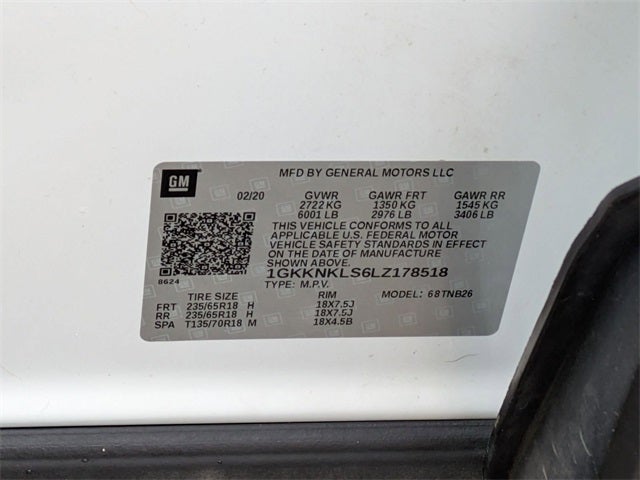 GM
MFD BY GENERAL MOTORS LLC
02/20 GVWR GAWR FRT GAWR RR
2722 KG 1350 KG 1545 KG
6001 LB 2976 LB 3406 LB
THIS VEHICLE CONFORMS TO ALL
APPLICABLE U.S. FEDERAL MOTOR
VEHICLE SAFETY STANDARDS IN EFFECT
ON THE DATE OF MANUFACTURE
SHOWN ABOVE.
8624
1GKKNKLS6LZ178518
TYPE: M.P.V. MODEL: 68TNB26
TIRE SIZE RIM
FRT 235/65R18 H 18X7.5J
RR 235/65R18 H 18X7.5J
SPA T135/70R18 M 18X4.5B